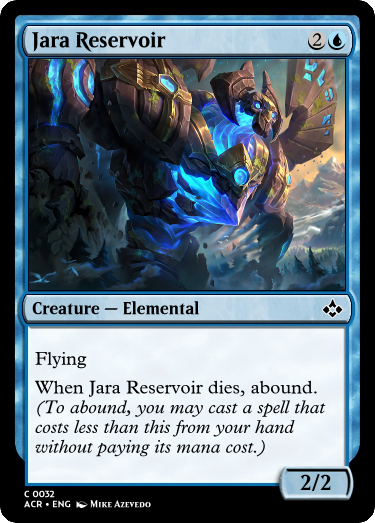 Jara Reservoir 2
Creature — Elemental
Flying
When Jara Reservoir dies, abound.
(To abound, you may cast a spell that
costs less than this from your hand
without paying its mana cost.)
2/2
C 0032
ACR • ENG Mike Azevedo